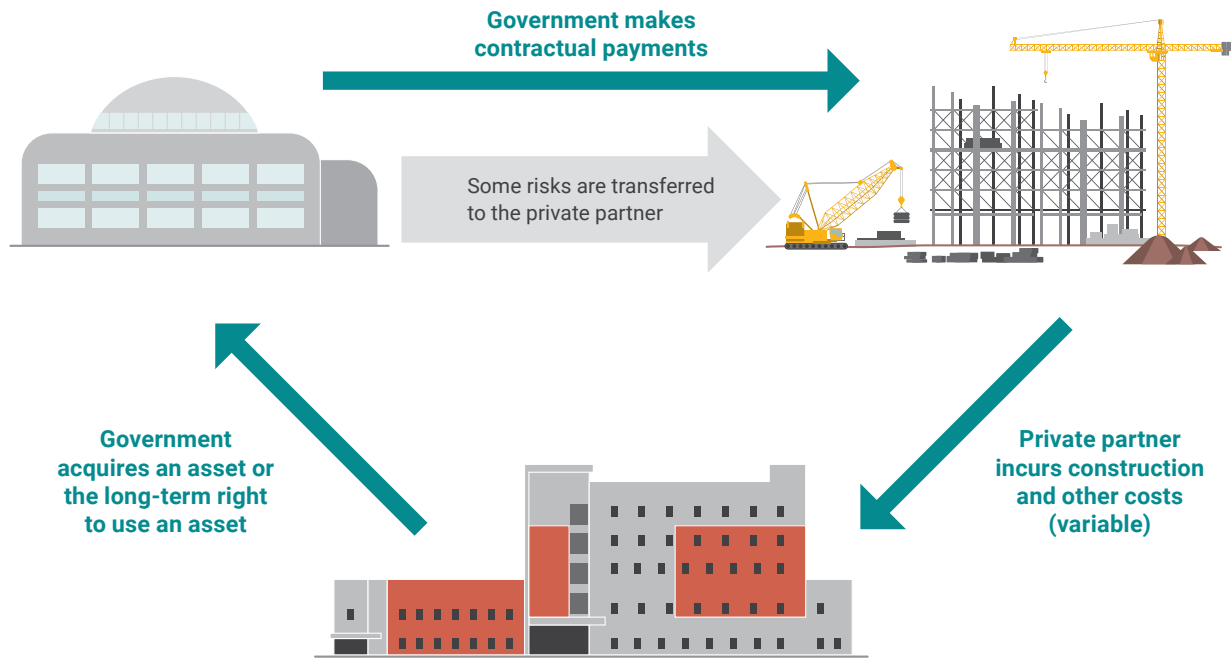 Government makes
contractual payments
Some risks are transferred
to the private partner
Government
acquires an asset or
the long-term right
to use an asset
Private partner
incurs construction
and other costs
(variable)